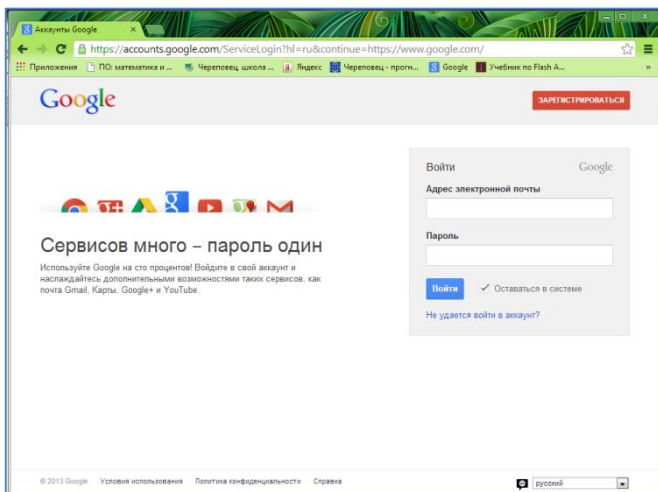 Аккаунты Google
https://accounts.google.com/ServiceLogin?hl=ru&continue=https://www.google.com/
Приложения ПО: математика и ... Череповец, школа ... Яндекс Череповец - прогн... Google Учебник по Flash A...
Google
ЗАРЕГИСТРИРОВАТЬСЯ
Войти Google
Адрес электронной почты
Пароль
Войти Оставаться в системе
Не удается войти в аккаунт?
Сервисов много – пароль один
Используйте Google на сто процентов! Войдите в свой аккаунт и
наслаждайтесь дополнительными возможностями таких сервисов, как
почта Gmail, Карты, Google+ и YouTube.
© 2013 Google Условия использования Политика конфиденциальности Справка
русский